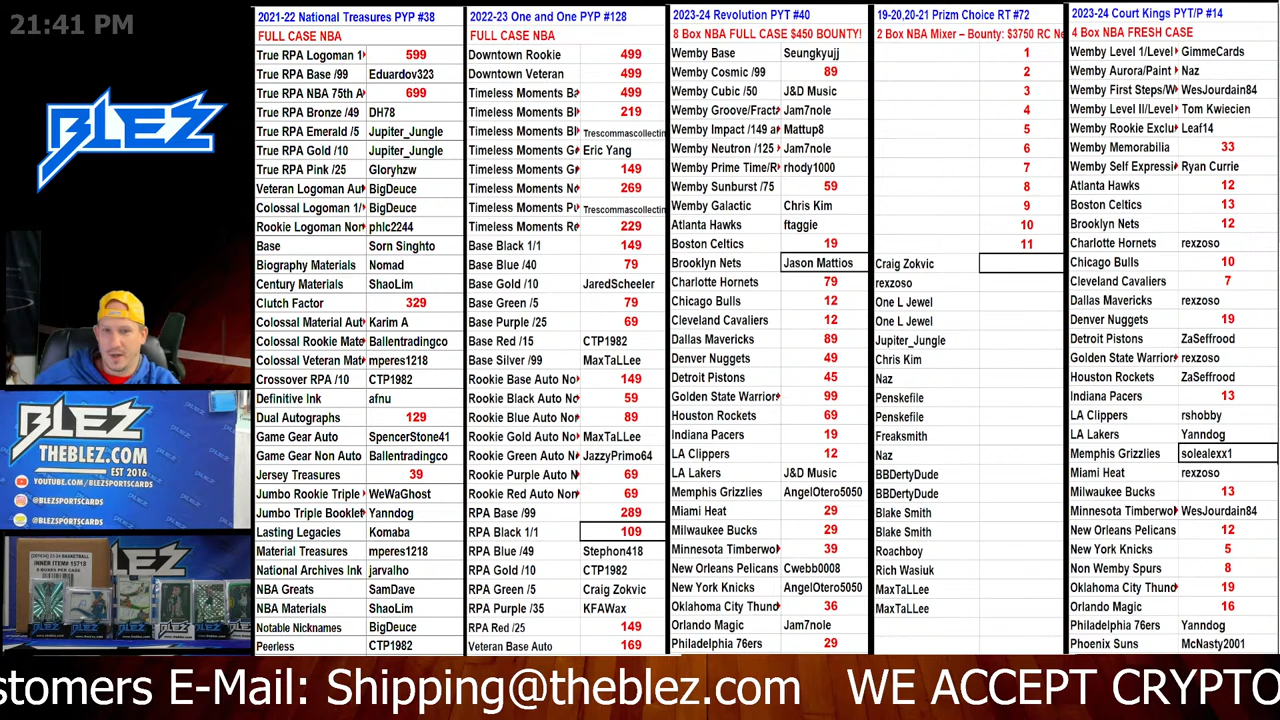 21:41 PM
BLEZ
BLEZ
THEBLEZ.COM
EST 2016
YOUTUBE.COM/BLEZSPORTSCARDS
@BLEZSPORTSCARDS
@BLEZSPORTSCARDS
2021-22 National Treasures PYP #38
FULL CASE NBA
True RPA Logoman 1 599
True RPA Base /99 Eduardov323
True RPA NBA 75th A 699
True RPA Bronze /49 DH78
True RPA Emerald /5 Jupiter_Jungle
True RPA Gold /10 Jupiter_Jungle
True RPA Pink /25 Gloryhzw
Veteran Logoman Au BigDeuce
Colossal Logoman 1/ BigDeuce
Rookie Logoman Non phlc2244
Base Sorn Singhto
Biography Materials Nomad
Century Materials ShaoLim
Clutch Factor 329
Colossal Material Aut Karim A
Colossal Rookie Mate Ballentradingco
Colossal Veteran Mat mperes1218
Crossover RPA /10 CTP1982
Definitive Ink afnu
Dual Autographs 129
Game Gear Auto SpencerStone41
Game Gear Non Auto Ballentradingco
Jersey Treasures 39
Jumbo Rookie Triple WeWaGhost
Jumbo Triple Booklet Yanndog
Lasting Legacies Komaba
Material Treasures mperes1218
National Archives Ink jarvalho
NBA Greats SamDave
NBA Materials ShaoLim
Notable Nicknames BigDeuce
Peerless CTP1982
2022-23 One and One PYP #128
FULL CASE NBA
Downtown Rookie 499
Downtown Veteran 499
Timeless Moments Ba 499
Timeless Moments Bl 219
Timeless Moments Bl Trescommascollectin
Timeless Moments G Eric Yang
Timeless Moments G 149
Timeless Moments N 269
Timeless Moments Pu Trescommascollectin
Timeless Moments Re 229
Base Black 1/1 149
Base Blue /40 79
Base Gold /10 JaredScheeler
Base Green /5 79
Base Purple /25 69
Base Red /15 CTP1982
Base Silver /99 MaxTaLLee
Rookie Base Auto No 149
Rookie Black Auto No 59
Rookie Blue Auto Non 89
Rookie Gold Auto Non MaxTaLLee
Rookie Green Auto No JazzyPrimo64
Rookie Purple Auto N 69
Rookie Red Auto Non 69
RPA Base /99 289
RPA Black 1/1 109
RPA Blue /49 Stephon418
RPA Gold /10 CTP1982
RPA Green /5 Craig Zokvic
RPA Purple /35 KFAWax
RPA Red /25 149
Veteran Base Auto 169
2023-24 Revolution PYT #40
8 Box NBA FULL CASE $450 BOUNTY!
Wemby Base Seungkyujj
Wemby Cosmic /99 89
Wemby Cubic /50 J&D Music
Wemby Groove/Fract Jam7nole
Wemby Impact /149 a Mattup8
Wemby Neutron /125 Jam7nole
Wemby Prime Time/R rhody1000
Wemby Sunburst /75 59
Wemby Galactic Chris Kim
Atlanta Hawks ftaggie
Boston Celtics 19
Brooklyn Nets Jason Mattios
Charlotte Hornets 79
Chicago Bulls 12
Cleveland Cavaliers 12
Dallas Mavericks 89
Denver Nuggets 49
Detroit Pistons 45
Golden State Warriors 99
Houston Rockets 69
Indiana Pacers 19
LA Clippers 12
LA Lakers J&D Music
Memphis Grizzlies AngelOtero5050
Miami Heat 29
Milwaukee Bucks 29
Minnesota Timberwo 39
New Orleans Pelicans Cwebb0008
New York Knicks AngelOtero5050
Oklahoma City Thund 36
Orlando Magic Jam7nole
Philadelphia 76ers 29
19-20,20-21 Prizm Choice RT #72
2 Box NBA Mixer – Bounty: $3750 RC Ne
1
2
3
4
5
6
7
8
9
10
11
Craig Zokvic
rexzoso
One L Jewel
One L Jewel
Jupiter_Jungle
Chris Kim
Naz
Penskefile
Penskefile
Freaksmith
Naz
BBDertyDude
BBDertyDude
Blake Smith
Blake Smith
Roachboy
Rich Wasiuk
MaxTaLLee
MaxTaLLee
2023-24 Court Kings PYT/P #14
4 Box NBA FRESH CASE
Wemby Level 1/Level GimmeCards
Wemby Aurora/Paint Naz
Wemby First Steps/W WesJourdain84
Wemby Level II/Level Tom Kwiecien
Wemby Rookie Exclu Leaf14
Wemby Memorabilia 33
Wemby Self Expressi Ryan Currie
Atlanta Hawks 12
Boston Celtics 13
Brooklyn Nets 12
Charlotte Hornets rexzoso
Chicago Bulls 10
Cleveland Cavaliers 7
Dallas Mavericks rexzoso
Denver Nuggets 19
Detroit Pistons ZaSeffrood
Golden State Warrior rexzoso
Houston Rockets ZaSeffrood
Indiana Pacers 13
LA Clippers rshobby
LA Lakers Yanndog
Memphis Grizzlies solealexx1
Miami Heat rexzoso
Milwaukee Bucks 13
Minnesota Timberwo WesJourdain84
New Orleans Pelicans 12
New York Knicks 5
Non Wemby Spurs 8
Oklahoma City Thund 19
Orlando Magic 16
Philadelphia 76ers Yanndog
Phoenix Suns McNasty2001
stomers E-Mail: Shipping@theblez.com WE ACCEPT CRYPTO